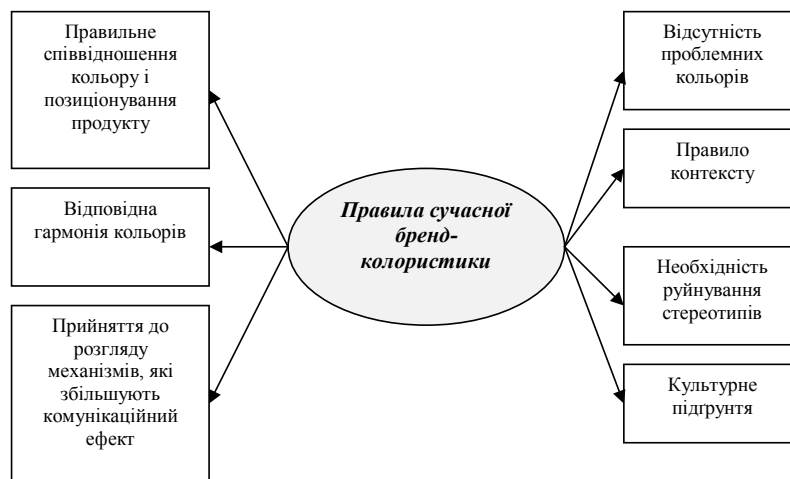 Правильне
співвідношення
кольору і
позиціонування
продукту
Відповідна
гармонія кольорів
Прийняття до
розгляду
механізмів, які
збільшують
комунікаційний
ефект
Правила сучасної
бренд-
колористики
Відсутність
проблемних
кольорів
Правило
контексту
Необхідність
руйнування
стереотипів
Культурне
підґрунтя